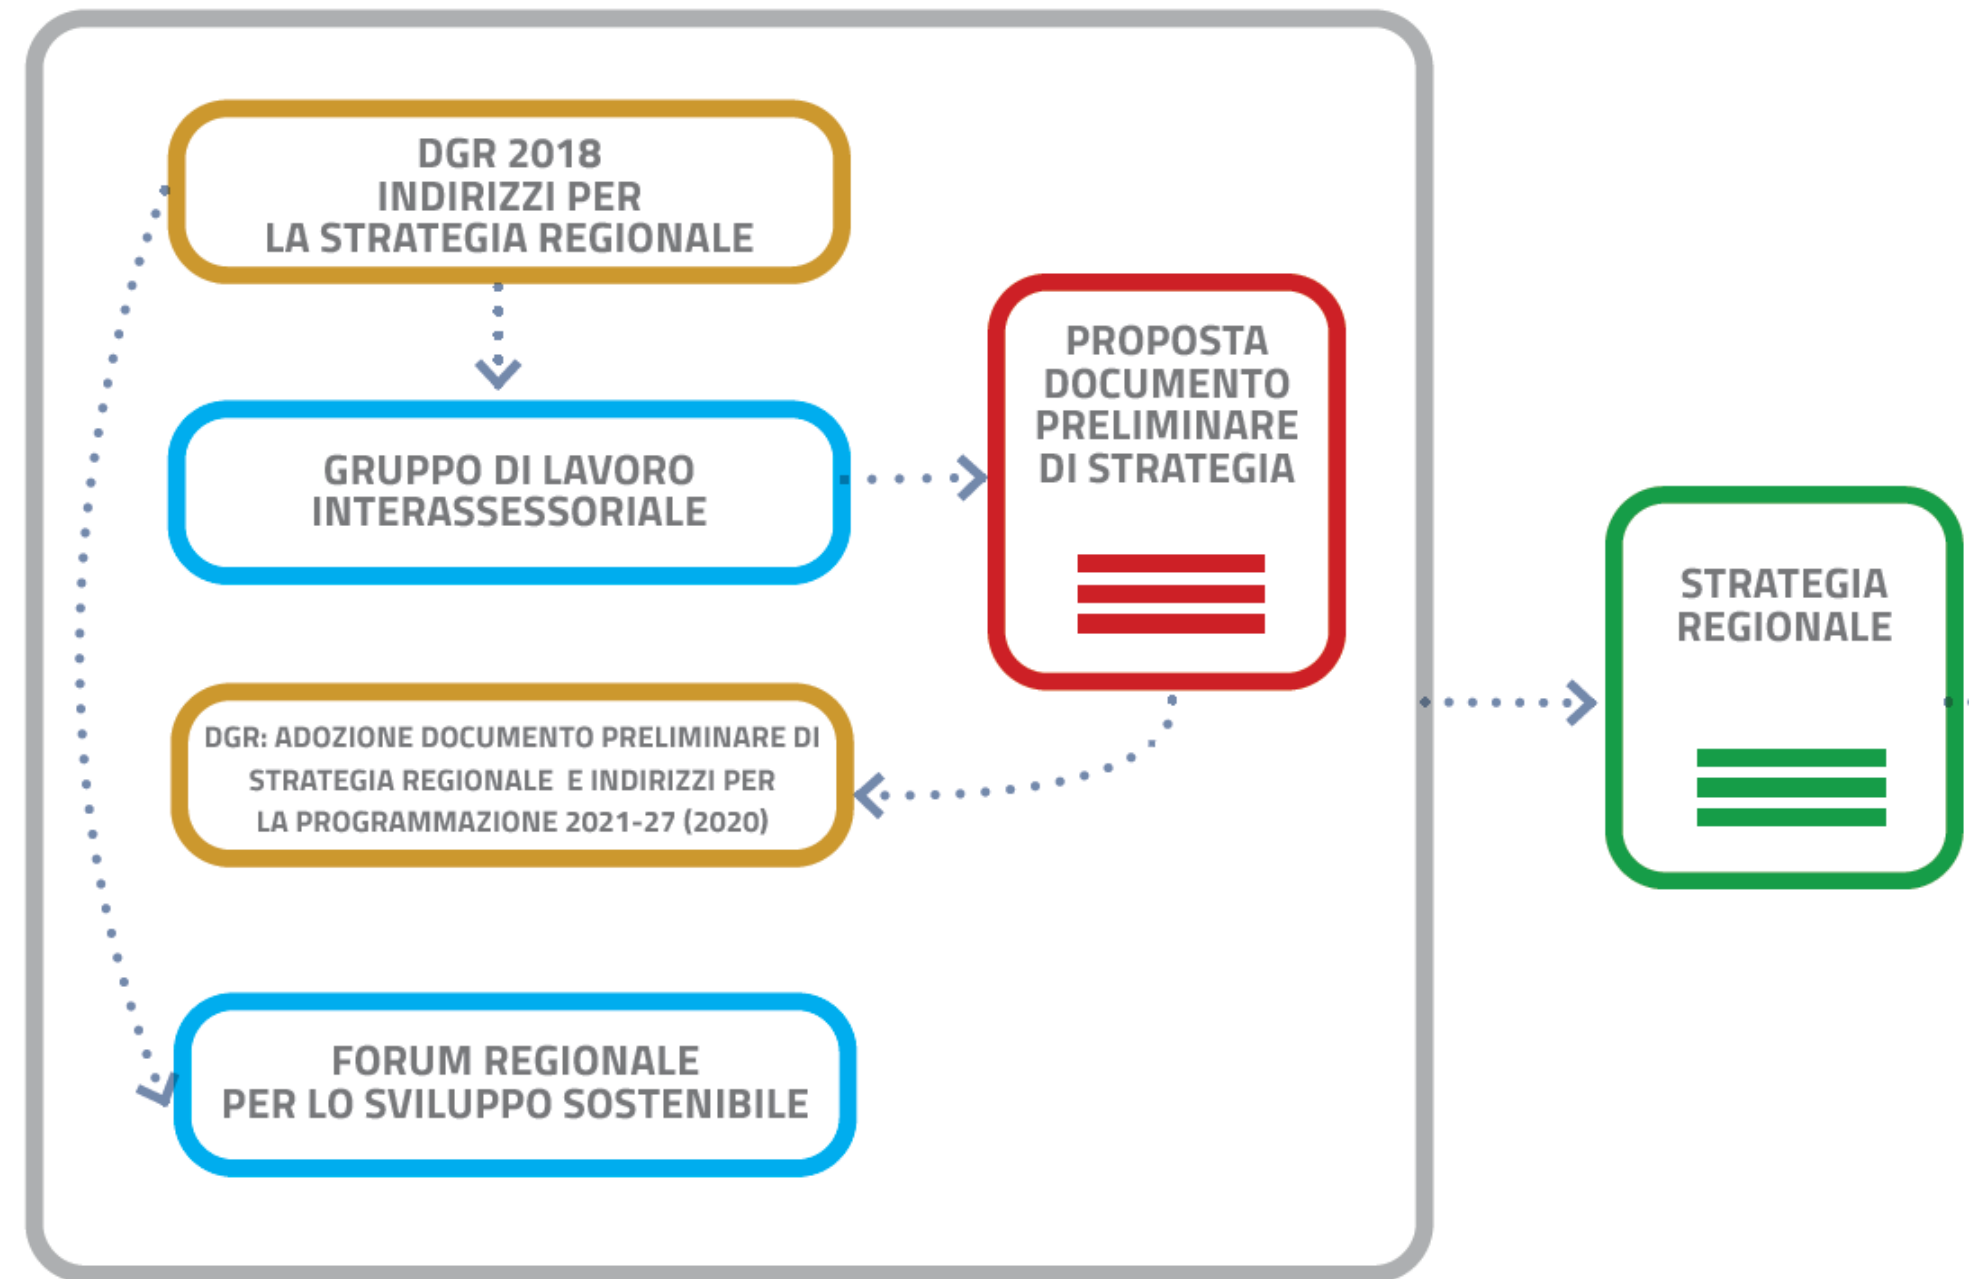 DGR 2018
INDIRIZZI PER
LA STRATEGIA REGIONALE
GRUPPO DI LAVORO
INTERASSESSORIALE
PROPOSTA
DOCUMENTO
PRELIMINARE
DI STRATEGIA
DGR: ADOZIONE DOCUMENTO PRELIMINARE DI
STRATEGIA REGIONALE E INDIRIZZI PER
LA PROGRAMMAZIONE 2021-27 (2020)
FORUM REGIONALE
PER LO SVILUPPO SOSTENIBILE
STRATEGIA
REGIONALE